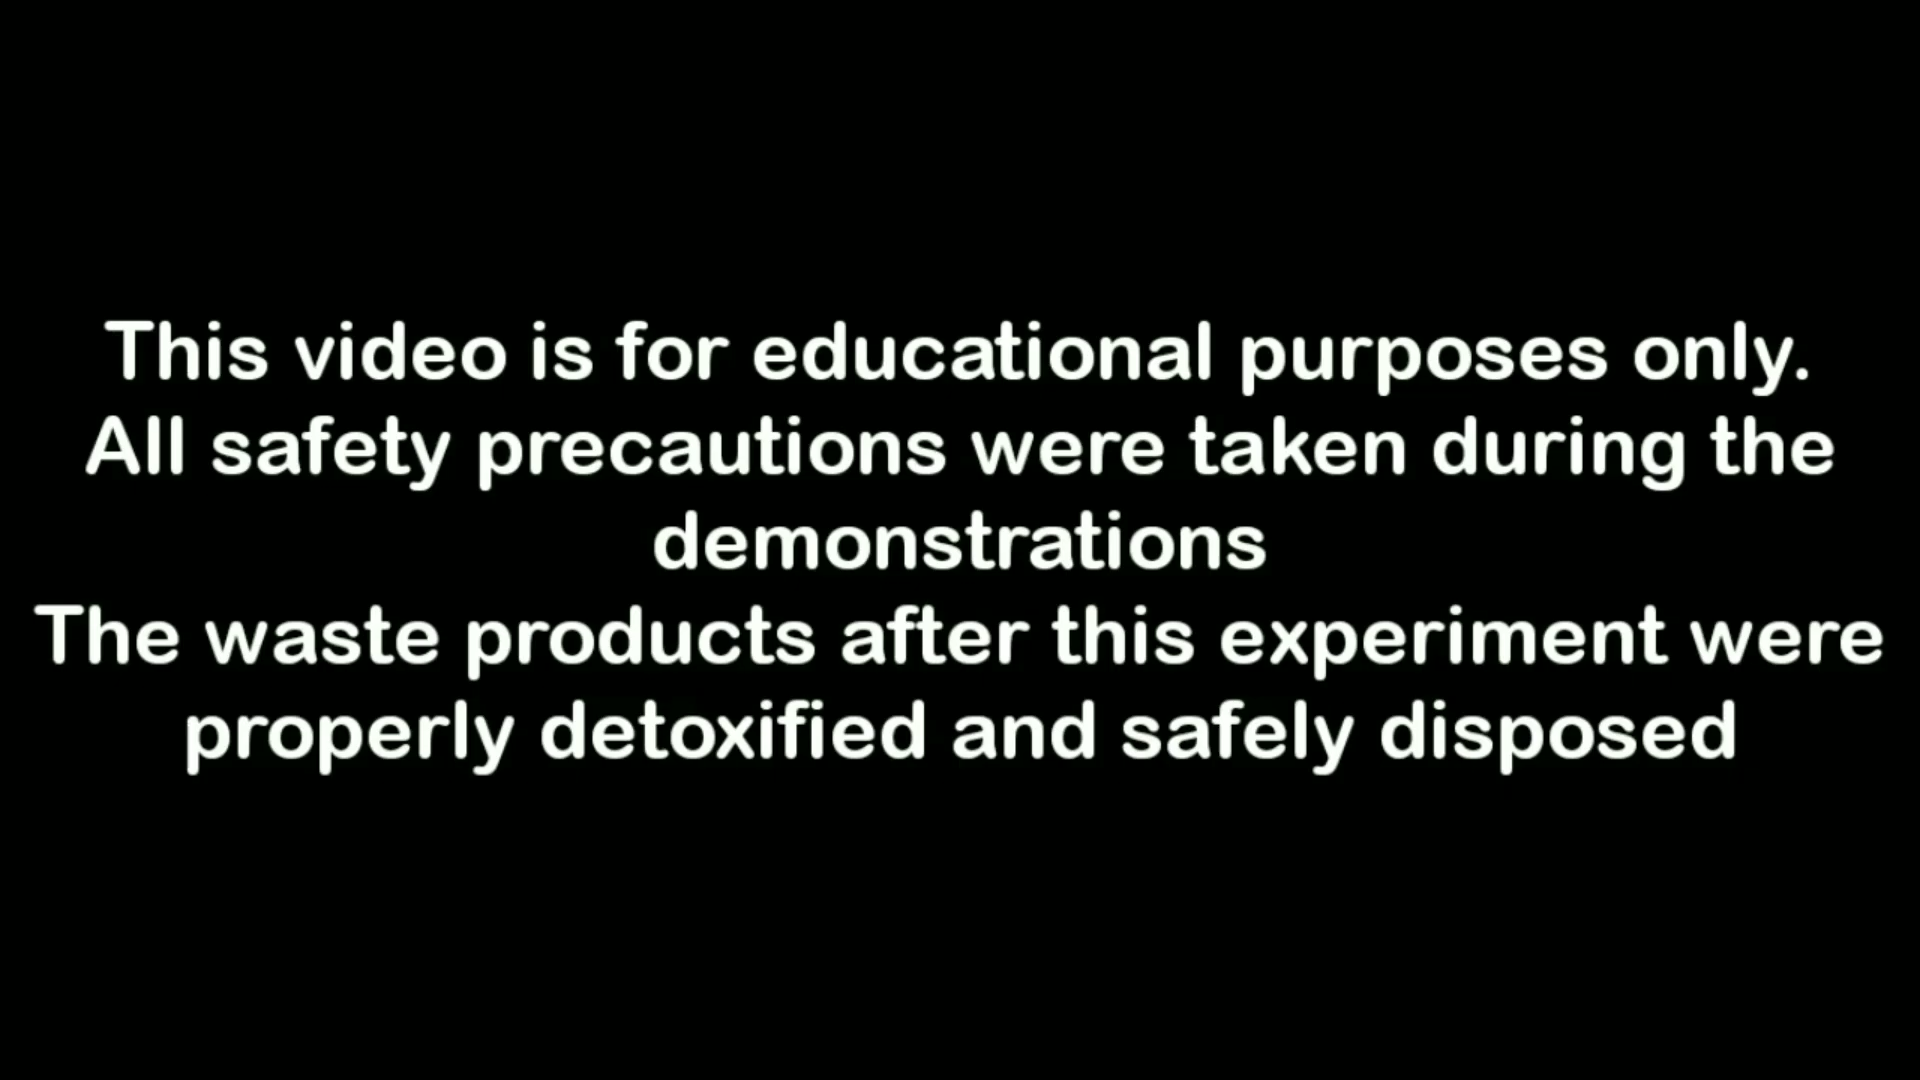 This video is for educational purposes only.
All safety precautions were taken during the
demonstrations
The waste products after this experiment were
properly detoxified and safely disposed